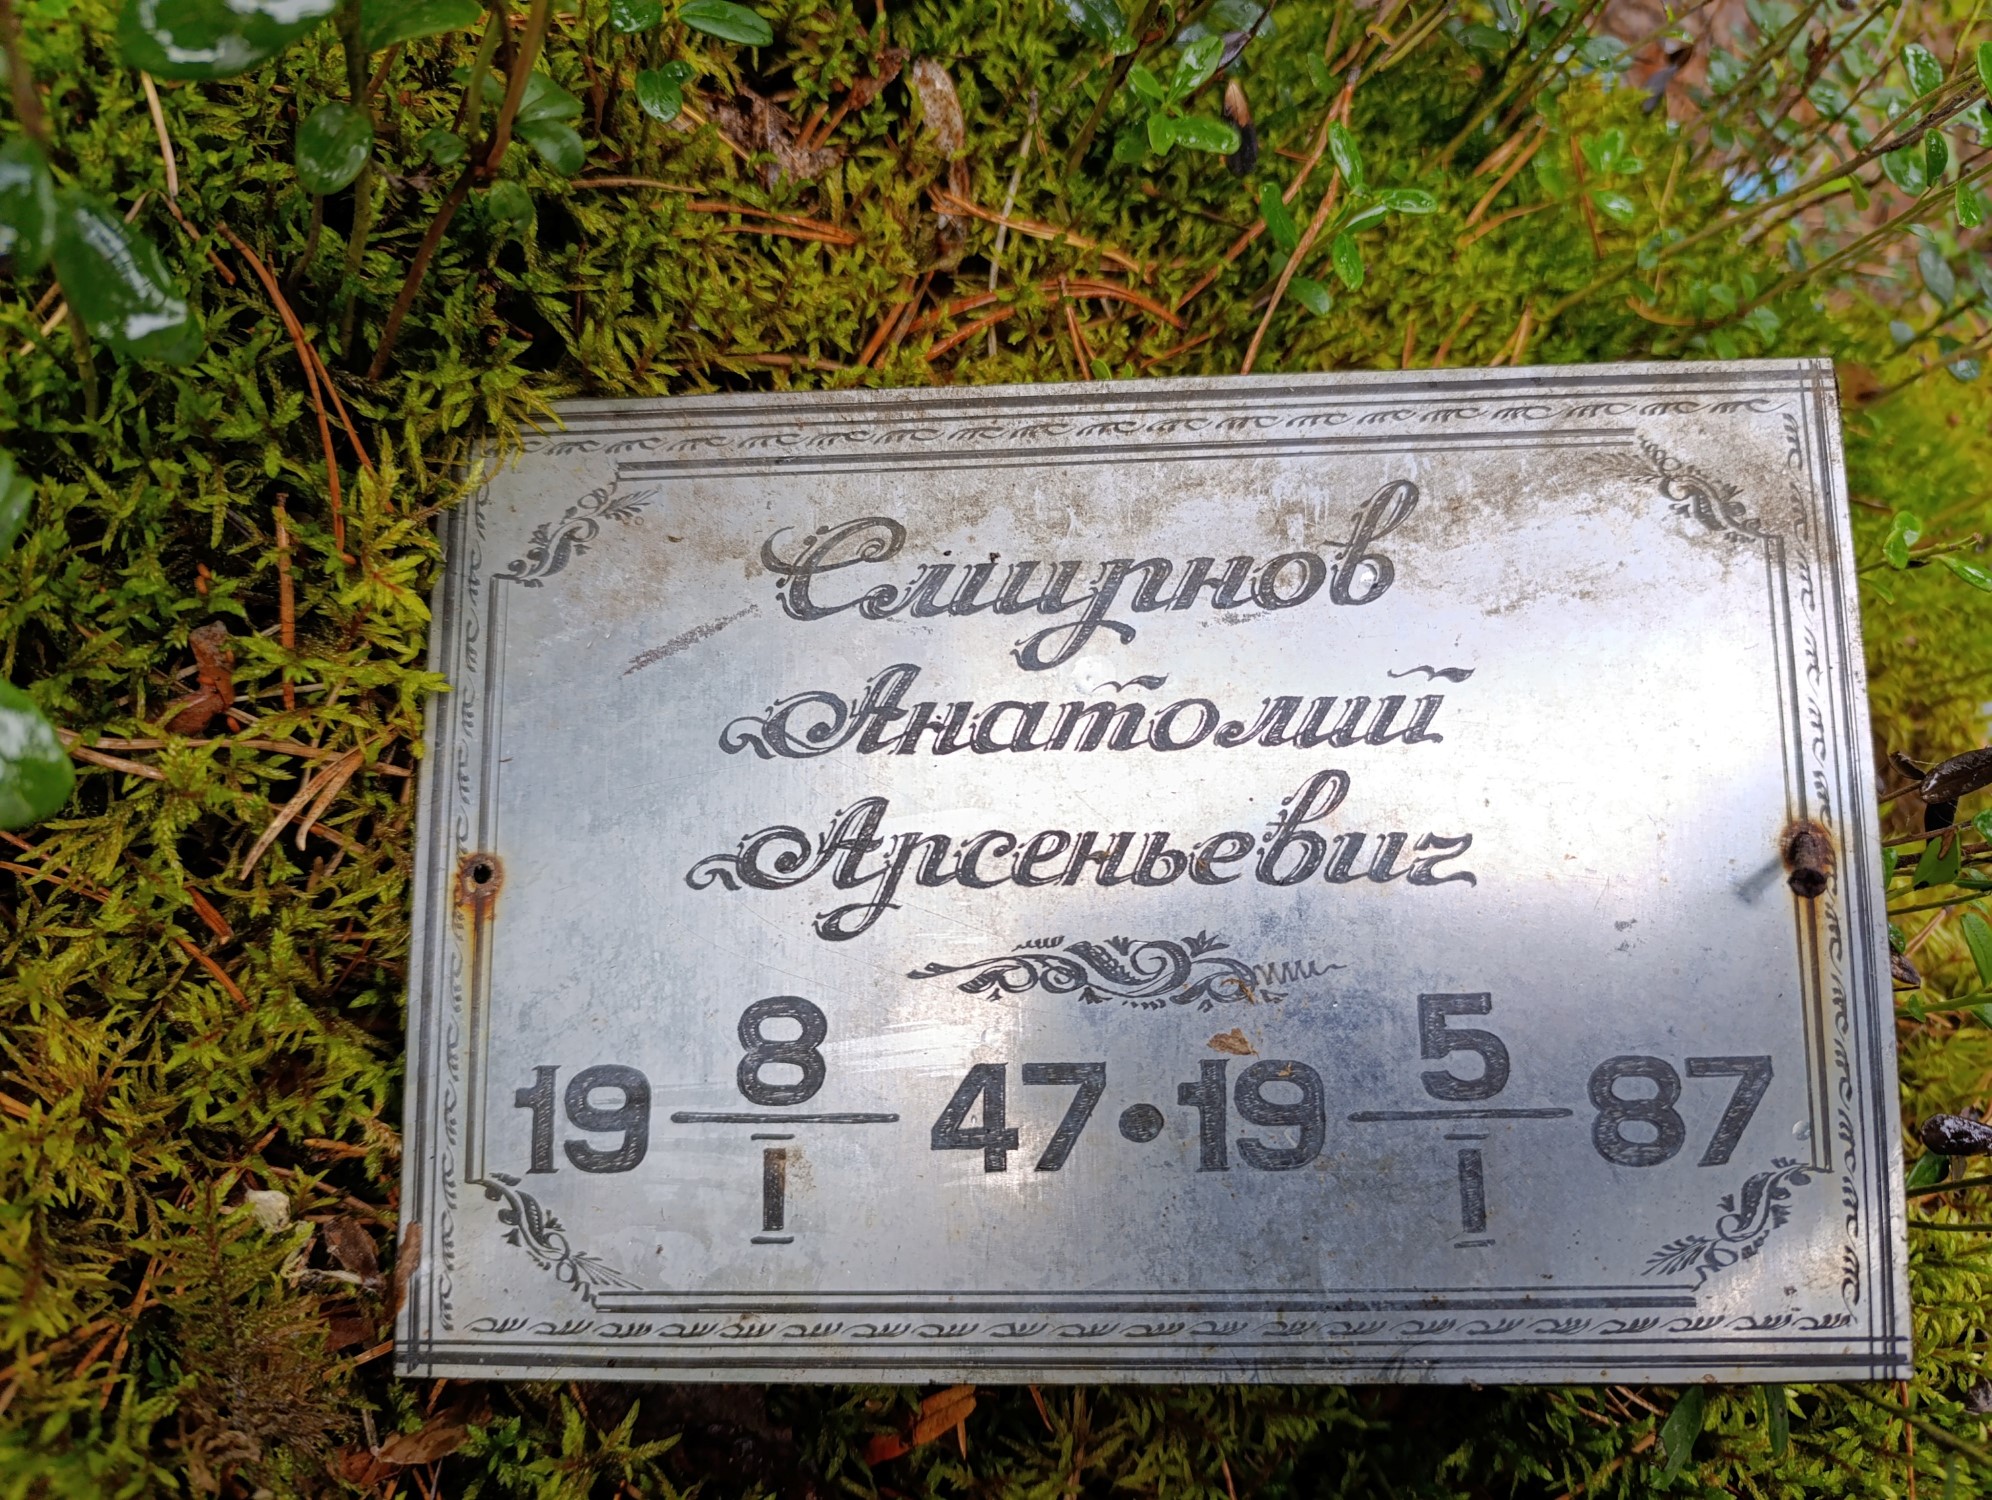 Смирнов
Анатолий
Арсеньевич
19 8/I 47 • 19 5/I 87